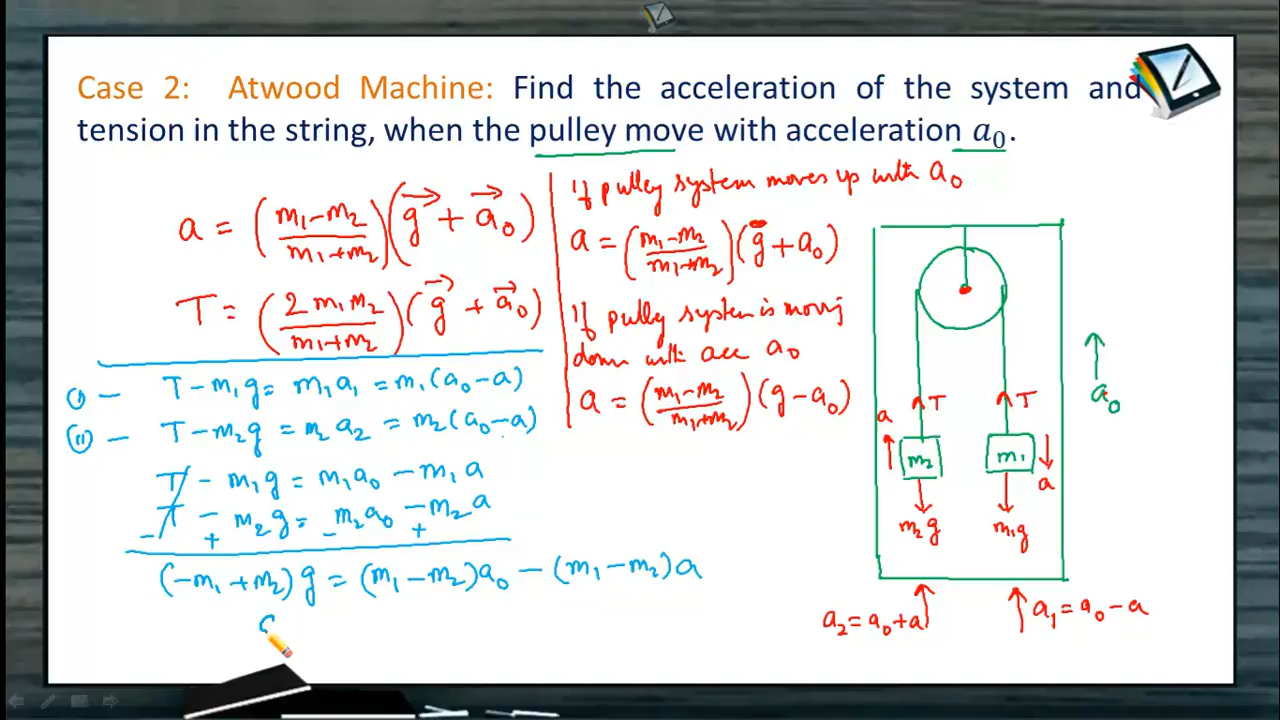 Case 2: Atwood Machine: Find the acceleration of the system and
tension in the string, when the pulley move with acceleration a₀.
a = (m₁-m₂/m₁+m₂)(g⃗ + a⃗₀)
T = (2m₁m₂/m₁+m₂)(g⃗ + a⃗₀)
(i) - T-m₁g = m₁a₁ = m₁(a₀-a)
(ii) - T-m₂g = m₂a₂ = m₂(a₀-a)
T - m₁g = m₁a₀ - m₁a
T - m₂g = m₂a₀ - m₂a
- + - +
(-m₁+m₂)g = (m₁-m₂)a₀ - (m₁-m₂)a
If pulley system moves up with a₀
a = (m₁-m₂/m₁+m₂)(g+a₀)
If pulley system is moving
down with acc a₀
a = (m₁-m₂/m₁+m₂)(g-a₀)
a₀
T
T
a
m₂
m₁
a
m₂g
m₁g
a₂=a₀+a
a₁=a₀-a